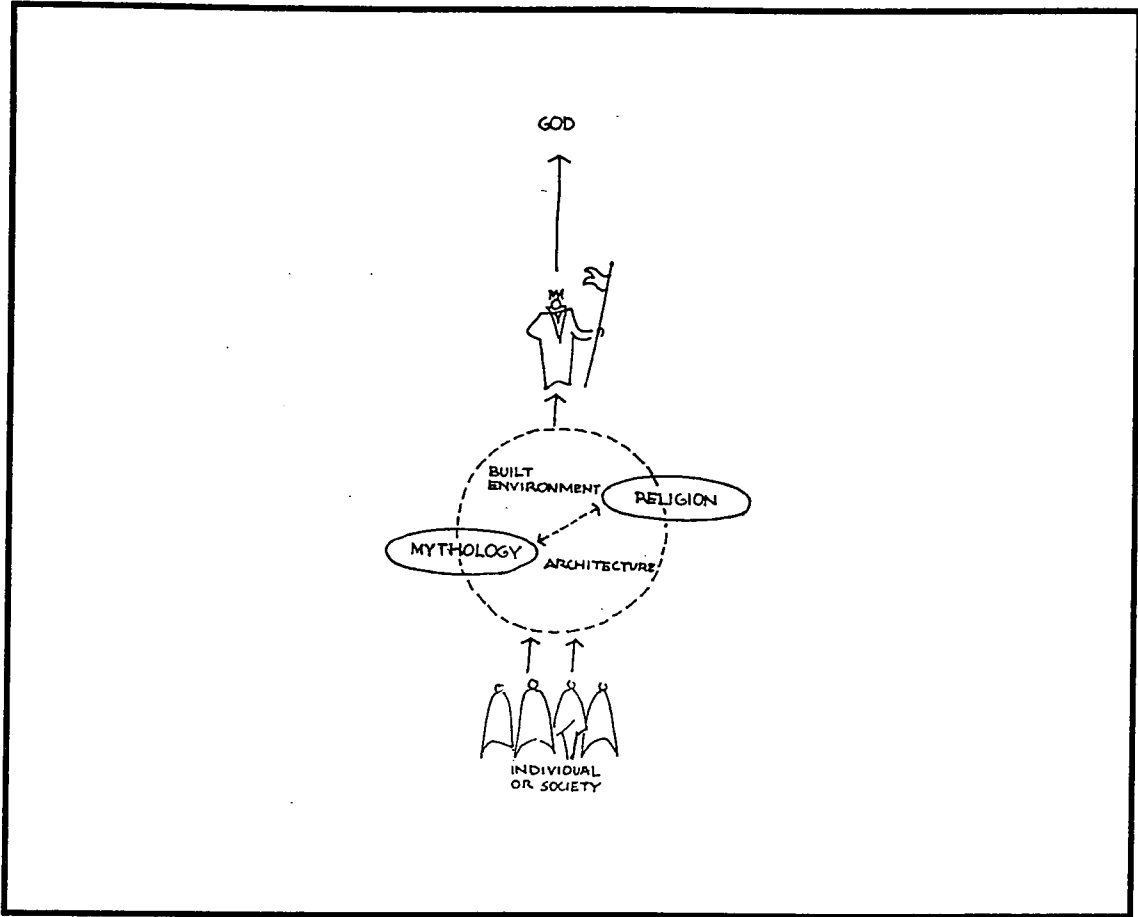 GOD
BUILT
ENVIRONMENT
RELIGION
MYTHOLOGY
ARCHITECTURE
INDIVIDUAL
OR SOCIETY